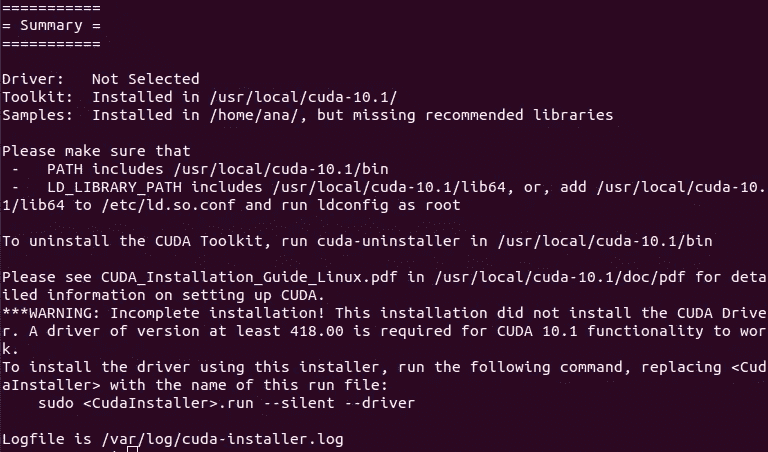 ===========
= Summary =
===========
Driver:   Not Selected
Toolkit:  Installed in /usr/local/cuda-10.1/
Samples:  Installed in /home/ana/, but missing recommended libraries
Please make sure that
 -   PATH includes /usr/local/cuda-10.1/bin
 -   LD_LIBRARY_PATH includes /usr/local/cuda-10.1/lib64, or, add /usr/local/cuda-10.
1/lib64 to /etc/ld.so.conf and run ldconfig as root
To uninstall the CUDA Toolkit, run cuda-uninstaller in /usr/local/cuda-10.1/bin
Please see CUDA_Installation_Guide_Linux.pdf in /usr/local/cuda-10.1/doc/pdf for deta
iled information on setting up CUDA.
***WARNING: Incomplete installation! This installation did not install the CUDA Drive
r. A driver of version at least 418.00 is required for CUDA 10.1 functionality to wor
k.
To install the driver using this installer, run the following command, replacing <Cud
aInstaller> with the name of this run file:
    sudo <CudaInstaller>.run --silent --driver
Logfile is /var/log/cuda-installer.log